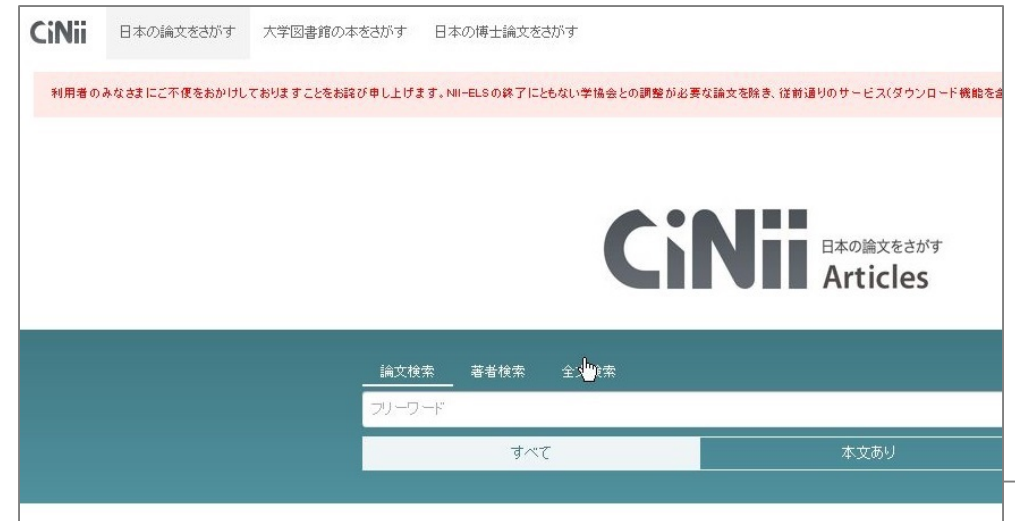 CiNii 日本の論文をさがす 大学図書館の本をさがす 日本の博士論文をさがす
利用者のみなさまにご不便をおかけしておりますことをお詫び申し上げます。NII-ELSの終了にともない学協会との調整が必要な論文を除き、従前通りのサービス(ダウンロード機能を含
CiNii 日本の論文をさがす
Articles
論文検索 著者検索 全文検索
フリーワード
すべて 本文あり